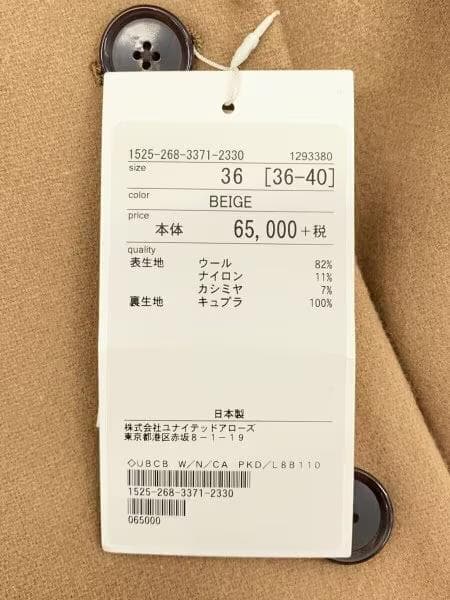 1525-268-3371-2330 1293380
size 36 [36-40]
color BEIGE
price 本体 65,000+税
quality
表生地 ウール 82%
ナイロン 11%
カシミヤ 7%
裏生地 キュプラ 100%
日本製
株式会社ユナイテッドアローズ
東京都港区赤坂8-1-19
◇UBCB W/N/CA PKD/L8B110
1525-268-3371-2330
065000